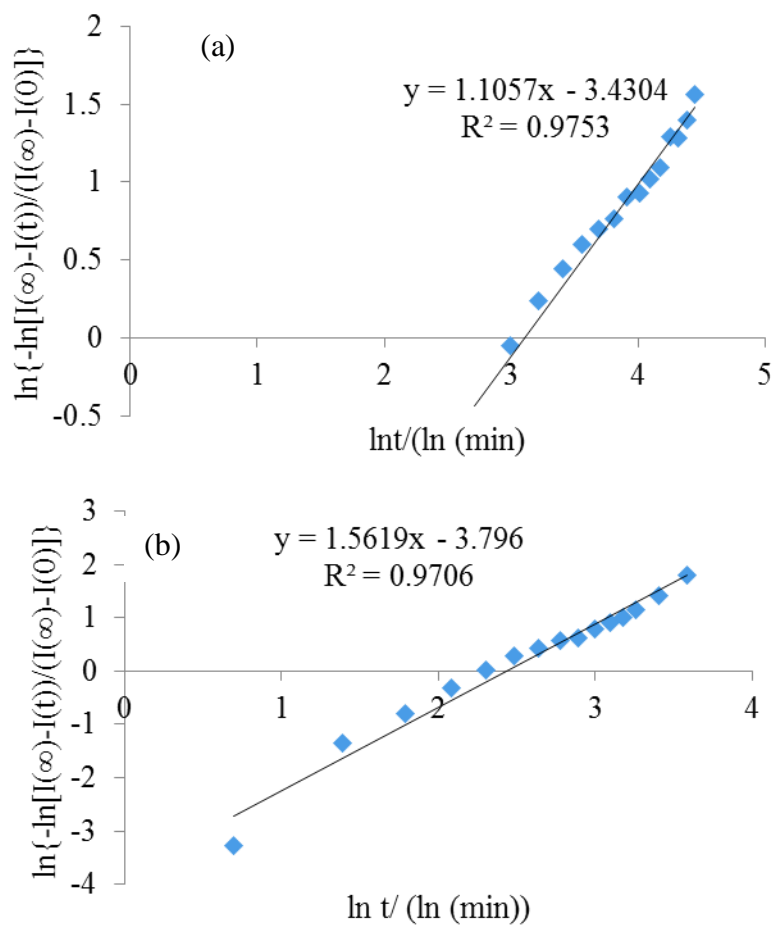 (a)
y = 1.1057x - 3.4304
R² = 0.9753
ln{-ln[I(∞)-I(t))/(I(∞)-I(0)]}
2
1.5
1
0.5
0
-0.5
0 1 2 3 4 5
lnt/(ln (min)
(b)
y = 1.5619x - 3.796
R² = 0.9706
ln{-ln[I(∞)-I(t))/(I(∞)-I(0)]}
3
2
1
0
-1
-2
-3
-4
0 1 2 3 4
ln t/ (ln (min))